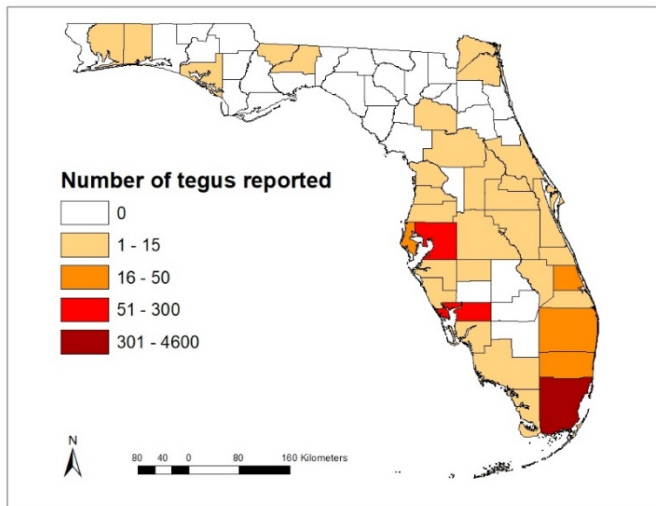 Number of tegus reported
0
1 - 15
16 - 50
51 - 300
301 - 4600
N
80 40 0 80 160 Kilometers